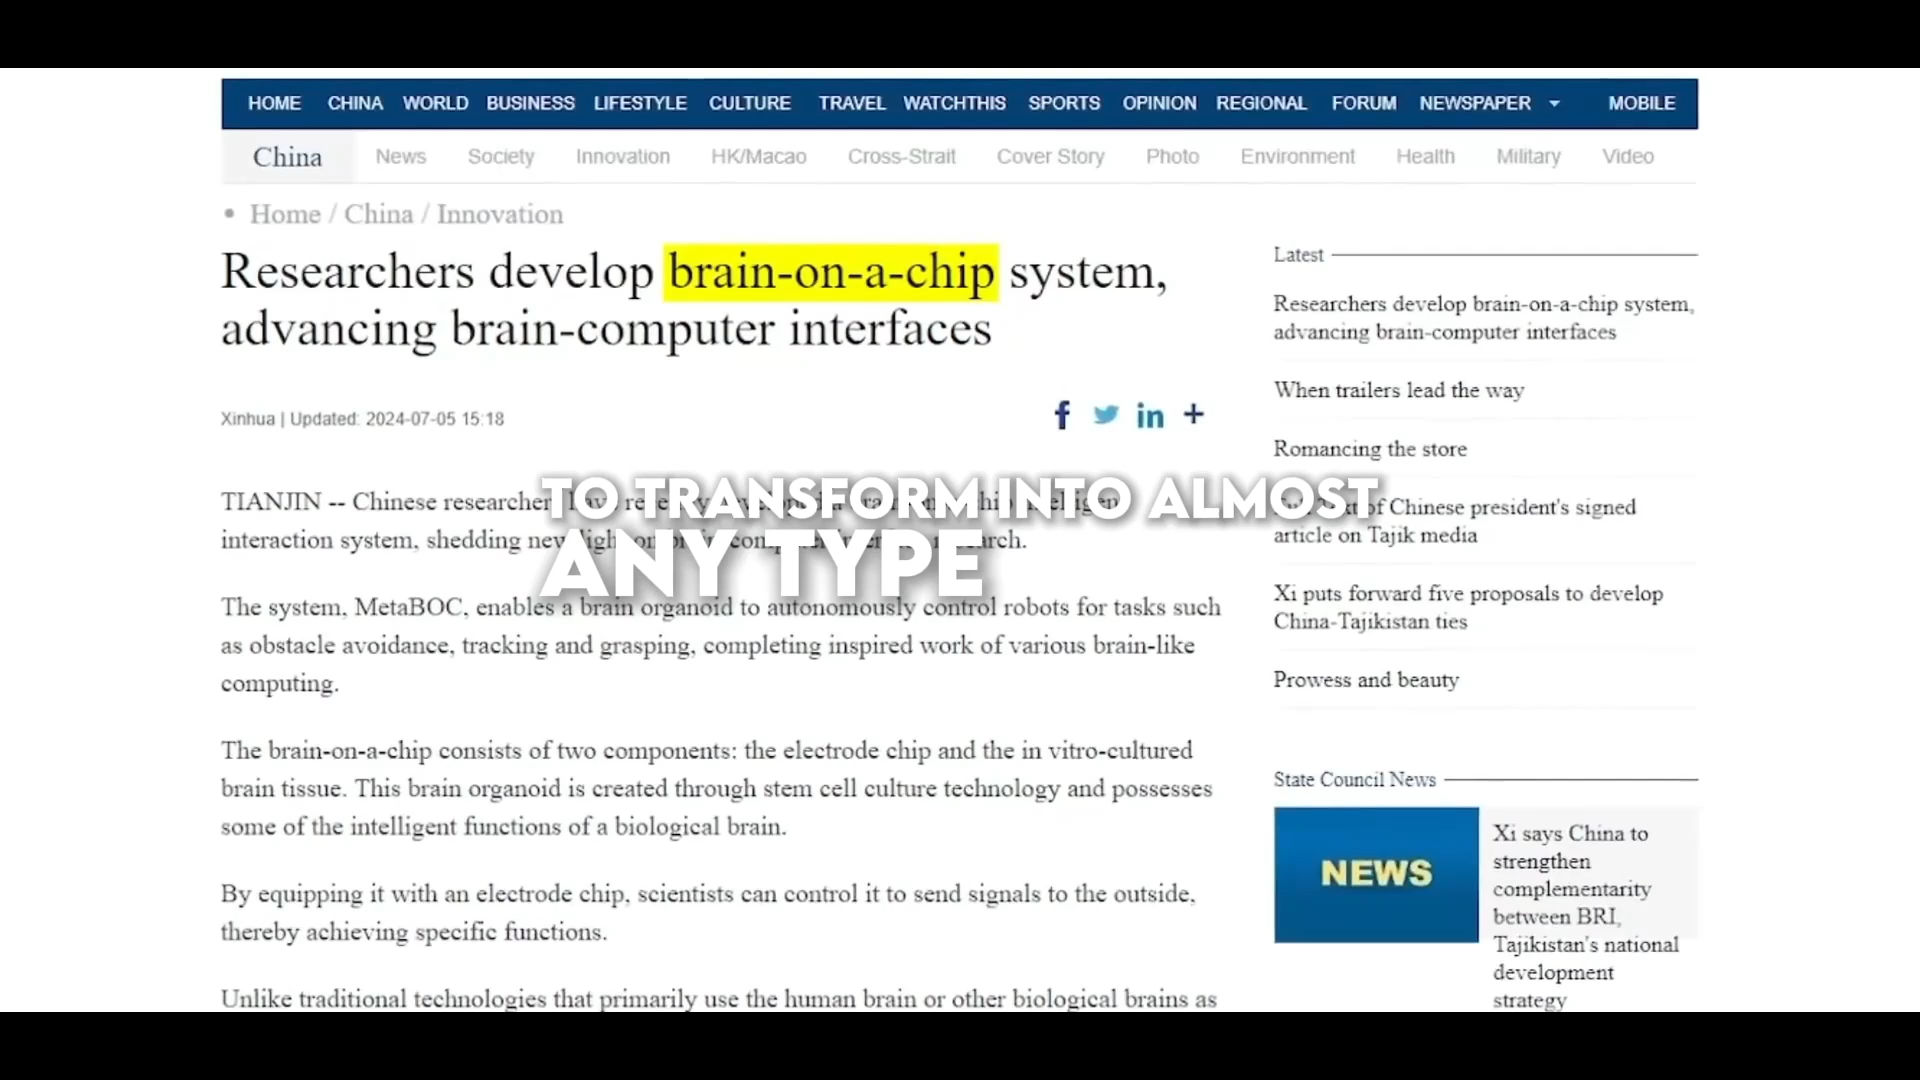 HOME CHINA WORLD BUSINESS LIFESTYLE CULTURE TRAVEL WATCHTHIS SPORTS OPINION REGIONAL FORUM NEWSPAPER MOBILE
China News Society Innovation HK/Macao Cross-Strait Cover Story Photo Environment Health Military Video
• Home / China / Innovation
Researchers develop brain-on-a-chip system,
advancing brain-computer interfaces
Xinhua | Updated: 2024-07-05 15:18
f in +
TIANJIN -- Chinese
interaction system, shedding
The system, MetaBOC, enables a brain organoid to autonomously control robots for tasks such
as obstacle avoidance, tracking and grasping, completing inspired work of various brain-like
computing.
The brain-on-a-chip consists of two components: the electrode chip and the in vitro-cultured
brain tissue. This brain organoid is created through stem cell culture technology and possesses
some of the intelligent functions of a biological brain.
By equipping it with an electrode chip, scientists can control it to send signals to the outside,
thereby achieving specific functions.
Unlike traditional technologies that primarily use the human brain or other biological brains as
TO TRANSFORM INTO ALMOST
ANY TYPE
Latest
Researchers develop brain-on-a-chip system,
advancing brain-computer interfaces
When trailers lead the way
Romancing the store
of Chinese president's signed
article on Tajik media
Xi puts forward five proposals to develop
China-Tajikistan ties
Prowess and beauty
State Council News
NEWS
Xi says China to
strengthen
complementarity
between BRI,
Tajikistan's national
development
strategy